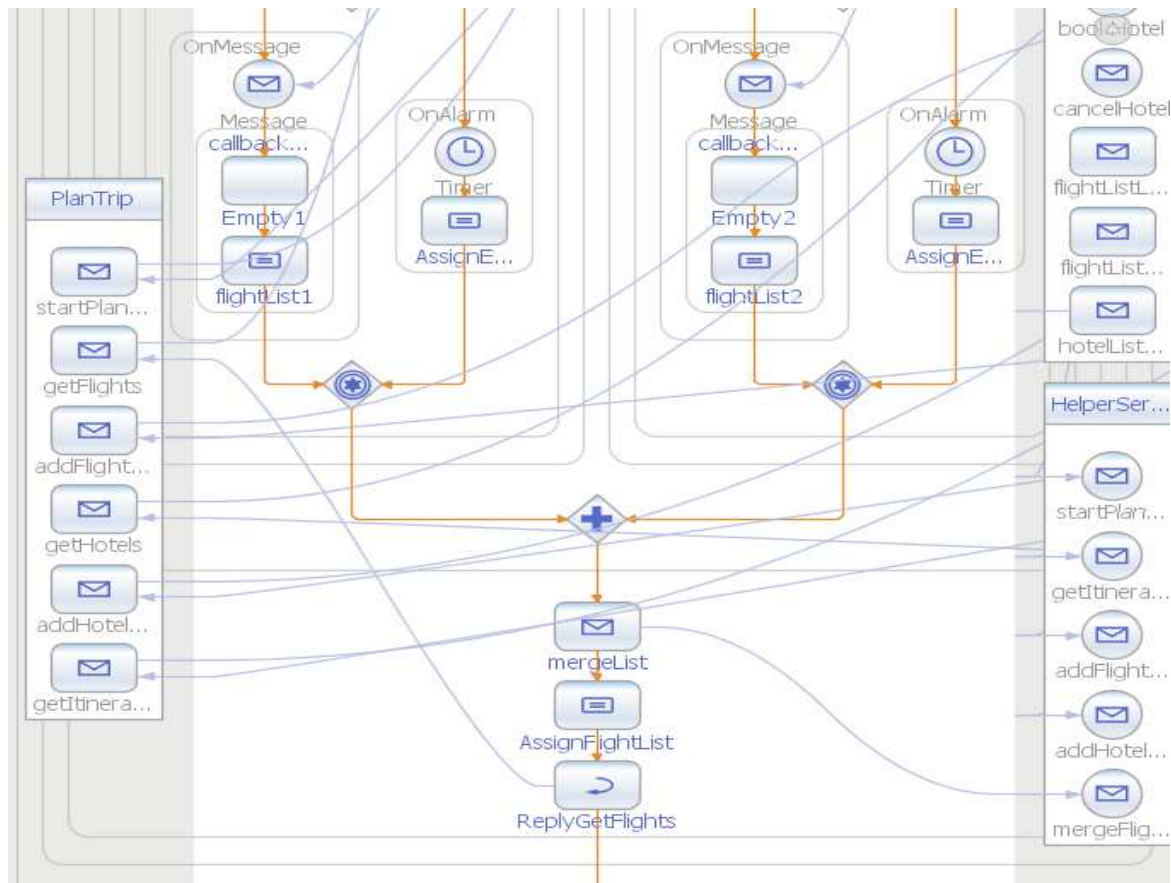 OnMessage
Message
callback...
Empty1
flightList1
OnAlarm
Timer
AssignE...
OnMessage
Message
callback...
Empty2
flightList2
OnAlarm
Timer
AssignE...
PlanTrip
startPlan...
getFlights
addFlight...
getHotels
addHotel...
getItinera...
mergeList
AssignFlightList
ReplyGetFlights
cancelHotel
flightListL...
flightList...
hotelList...
HelperSer...
startPlan...
getItinera...
addFlight...
addHotel...
mergeFlig...